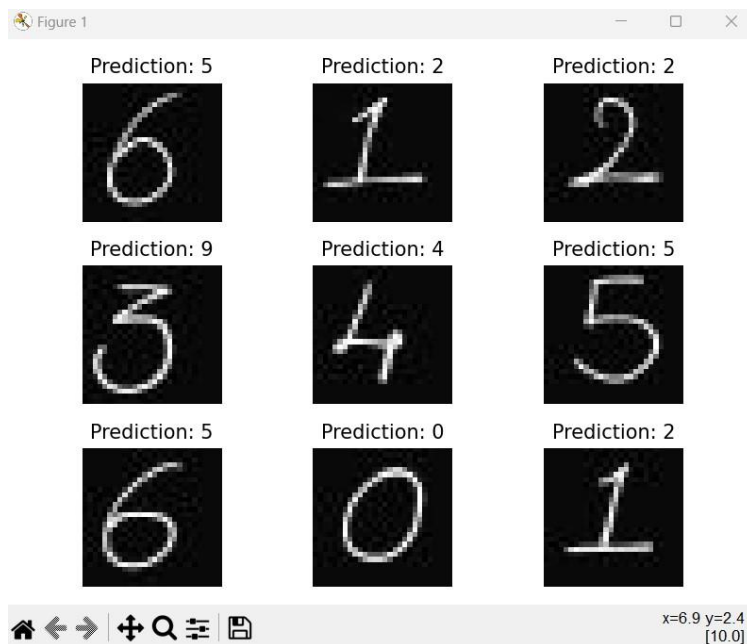 Figure 1
Prediction: 5 Prediction: 2 Prediction: 2
6 1 2
Prediction: 9 Prediction: 4 Prediction: 5
3 4 5
Prediction: 5 Prediction: 0 Prediction: 2
6 0 1
x=6.9 y=2.4
[10.0]